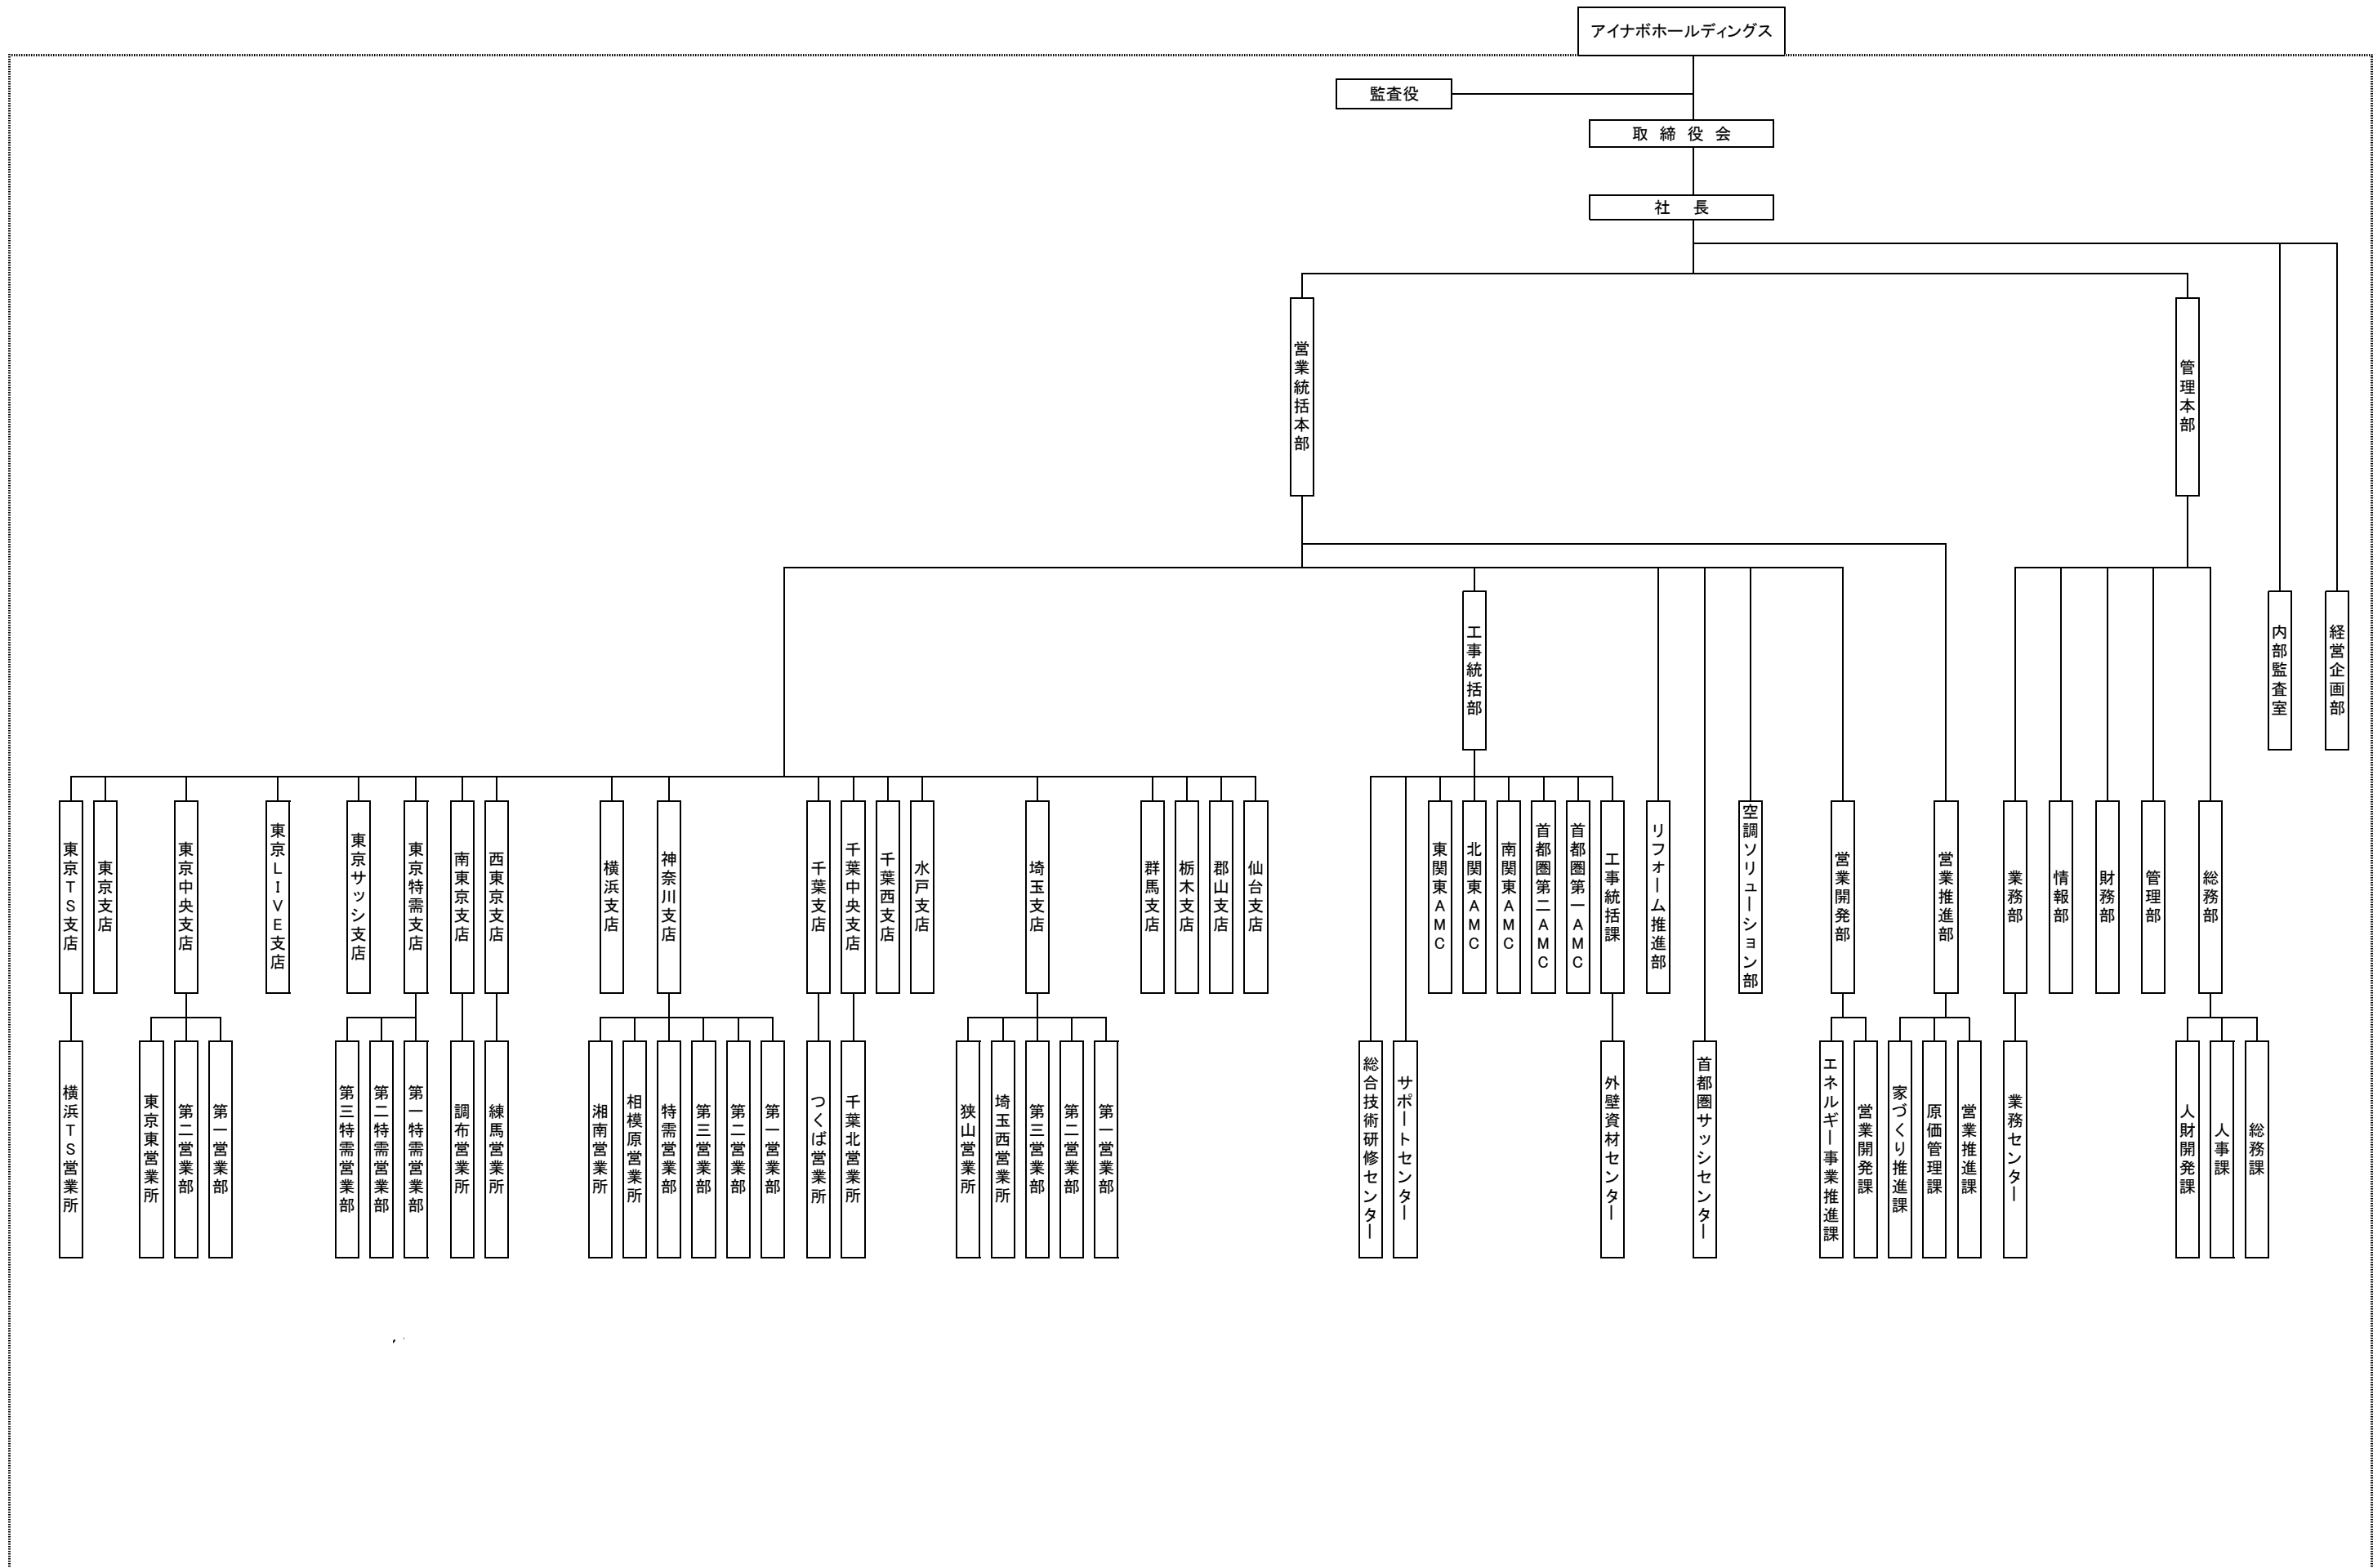 アイナボホールディングス
監査役
取締役会
社長
営業統括本部
管理本部
工事統括部
内部監査室
経営企画部
東京TS支店
東京支店
東京中央支店
東京LIVE支店
東京サッシ支店
東京特需支店
南東京支店
西東京支店
横浜支店
神奈川支店
千葉支店
千葉中央支店
千葉西支店
水戸支店
埼玉支店
群馬支店
栃木支店
郡山支店
仙台支店
東関東AMC
北関東AMC
南関東AMC
首都圏第二AMC
首都圏第一AMC
工事統括課
リフォーム推進部
空調ソリューション部
営業開発部
営業推進部
業務部
情報部
財務部
管理部
総務部
横浜TS営業所
東京東営業所
第二営業部
第一営業部
第三特需営業部
第二特需営業部
第一特需営業部
調布営業所
練馬営業所
湘南営業所
相模原営業所
特需営業部
第三営業部
第二営業部
第一営業部
つくば営業所
千葉北営業所
狭山営業所
埼玉西営業所
第三営業部
第二営業部
第一営業部
総合技術研修センター
サポートセンター
外壁資材センター
首都圏サッシセンター
エネルギー事業推進課
営業開発課
家づくり推進課
原価管理課
営業推進課
業務センター
人財開発課
人事課
総務課